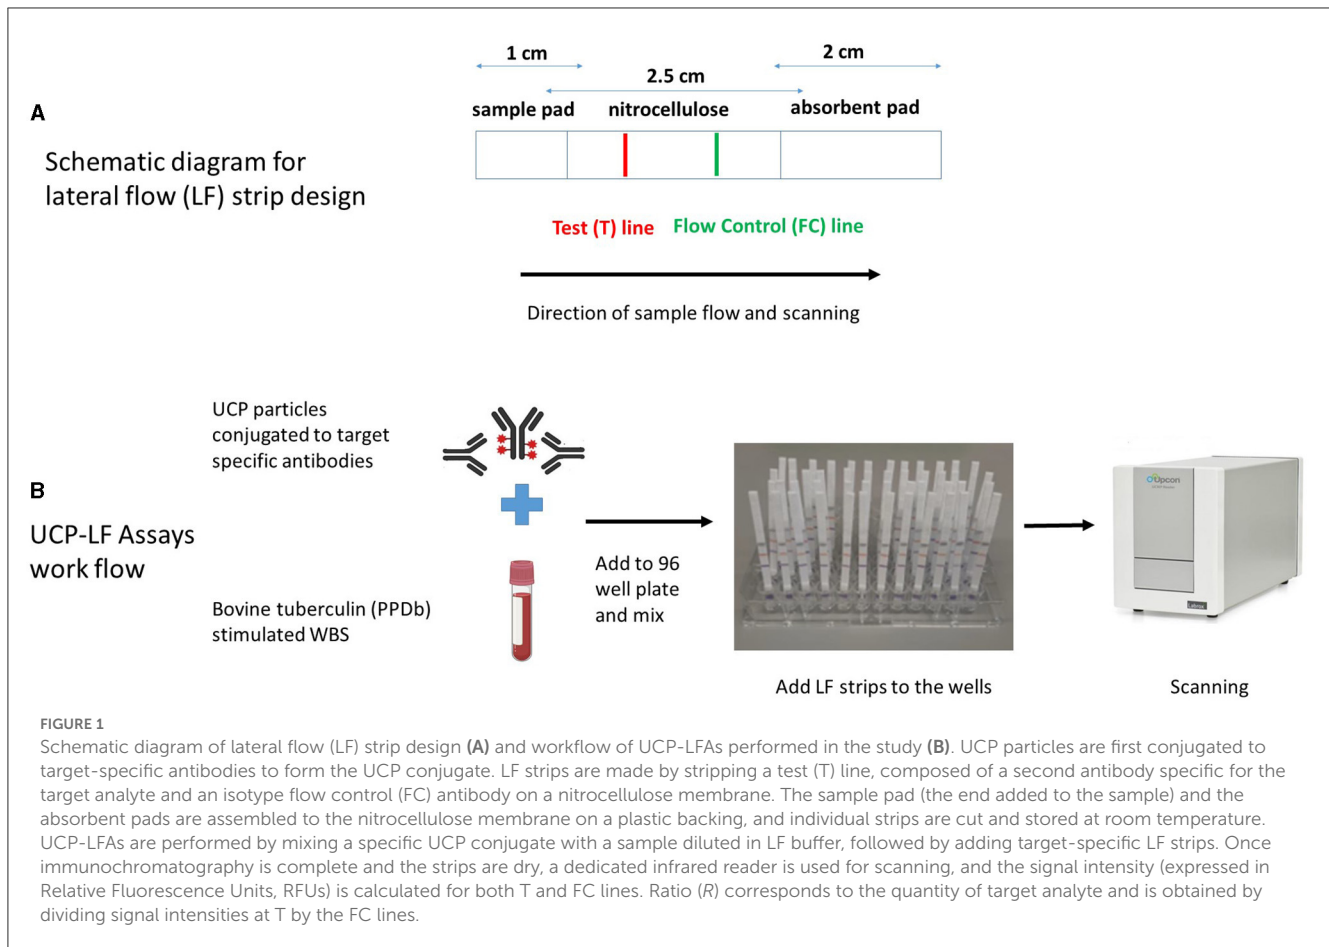 1 cm
2 cm
2.5 cm
sample pad
nitrocellulose
absorbent pad
A
Schematic diagram for
lateral flow (LF) strip design
Test (T) line
Flow Control (FC) line
Direction of sample flow and scanning
UCP particles
conjugated to target
specific antibodies
B
UCP-LF Assays
work flow
Bovine tuberculin (PPDb)
stimulated WBS
Add to 96
well plate
and mix
Add LF strips to the wells
Upcon
Labrox
Scanning
FIGURE 1
Schematic diagram of lateral flow (LF) strip design (A) and workflow of UCP-LFAs performed in the study (B). UCP particles are first conjugated to
target-specific antibodies to form the UCP conjugate. LF strips are made by stripping a test (T) line, composed of a second antibody specific for the
target analyte and an isotype flow control (FC) antibody on a nitrocellulose membrane. The sample pad (the end added to the sample) and the
absorbent pads are assembled to the nitrocellulose membrane on a plastic backing, and individual strips are cut and stored at room temperature.
UCP-LFAs are performed by mixing a specific UCP conjugate with a sample diluted in LF buffer, followed by adding target-specific LF strips. Once
immunochromatography is complete and the strips are dry, a dedicated infrared reader is used for scanning, and the signal intensity (expressed in
Relative Fluorescence Units, RFUs) is calculated for both T and FC lines. Ratio (R) corresponds to the quantity of target analyte and is obtained by
dividing signal intensities at T by the FC lines.